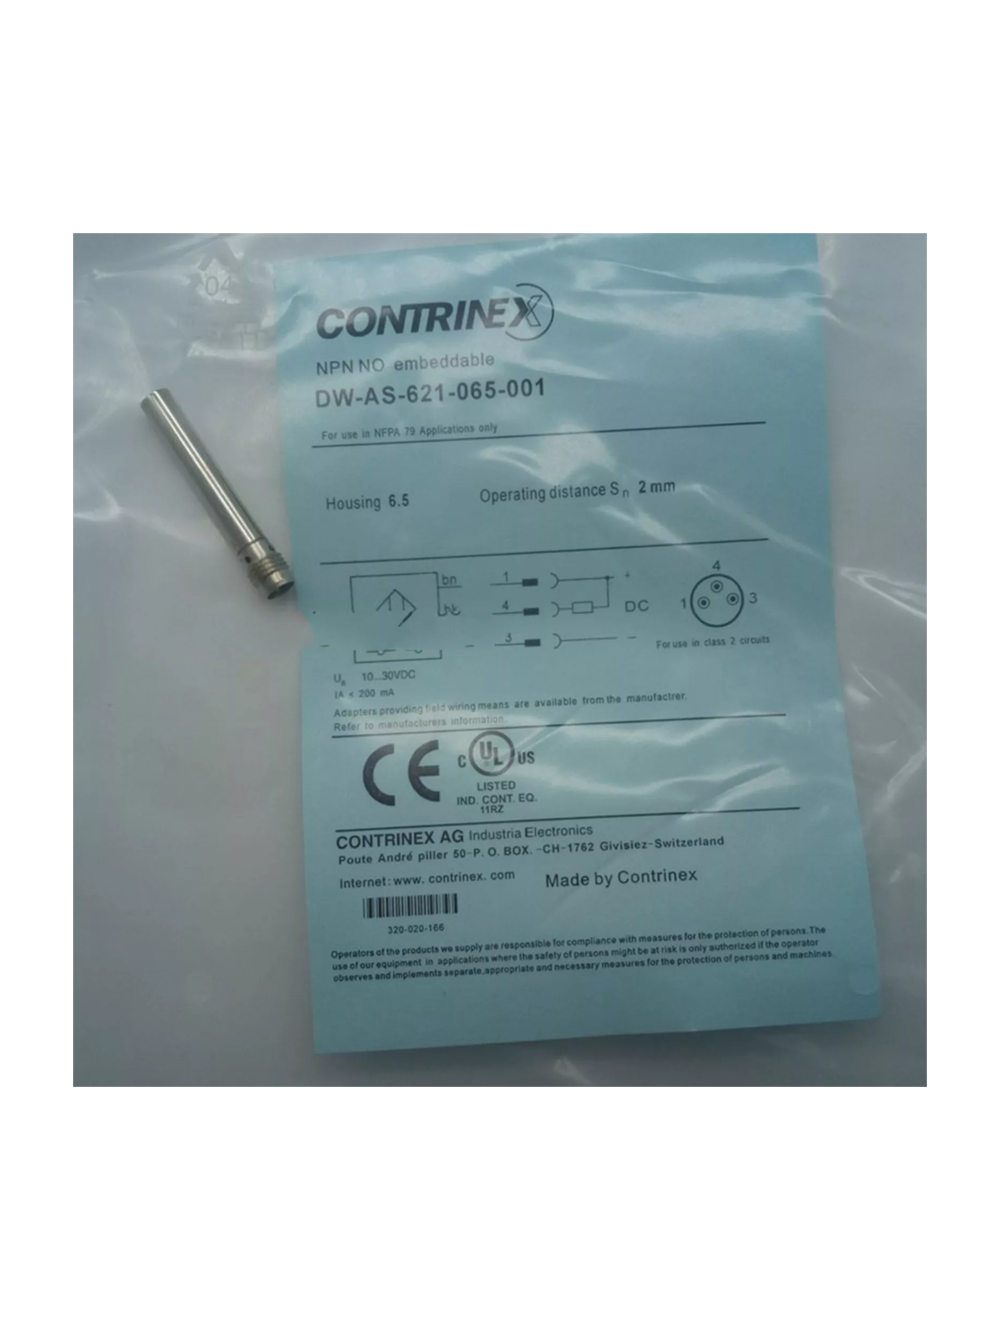 04
CONTRINEX
NPN NO embeddable
DW-AS-621-065-001
For use in NFPA 79 Applications only
Housing 6.5 Operating distance Sn 2 mm
bn 1 +
4 DC
3 -
4
1 3
For use in class 2 circuits
10...30VDC
IA < 200 mA
Adapters providing field wiring means are available from the manufactrer.
Refer to manufacturers information.
CE
C UL US
LISTED
IND. CONT. EQ.
11RZ
CONTRINEX AG Industria Electronics
Poute André piller 50-P. O. BOX. -CH-1762 Givisiez-Switzerland
Internet: www. contrinex. com Made by Contrinex
320-020-166
Operators of the products we supply are responsible for compliance with measures for the protection of persons.The
use of our equipment in applications where the safety of persons might be at risk is only authorized if the operator
observes and implements separate,appropriate and necessary measures for the protection of persons and machines.